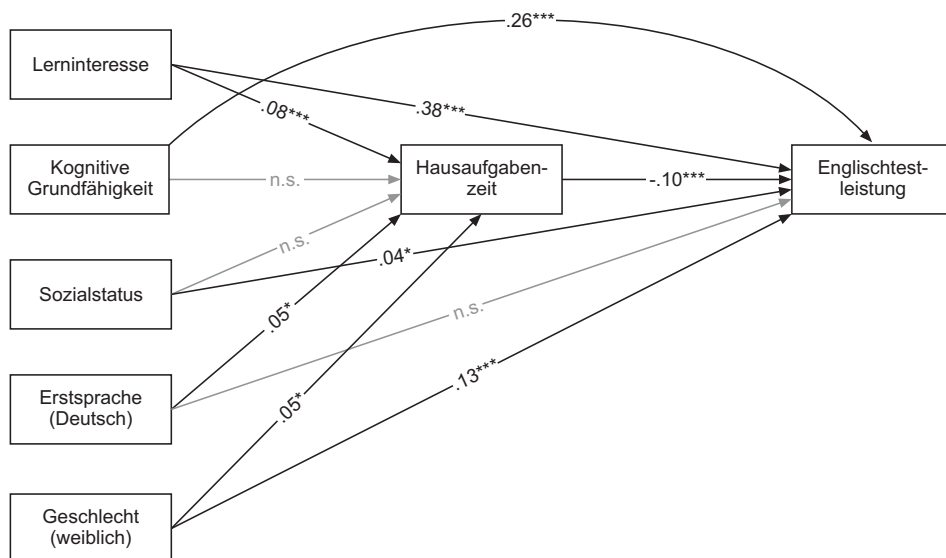 .26***
Lerninteresse
.08***
.38***
Kognitive
Grundfähigkeit
n.s.
Hausaufgaben-
zeit
-.10***
Englischtest-
leistung
n.s.
.04*
Sozialstatus
.05*
n.s.
Erstsprache
(Deutsch)
.05*
.13***
Geschlecht
(weiblich)